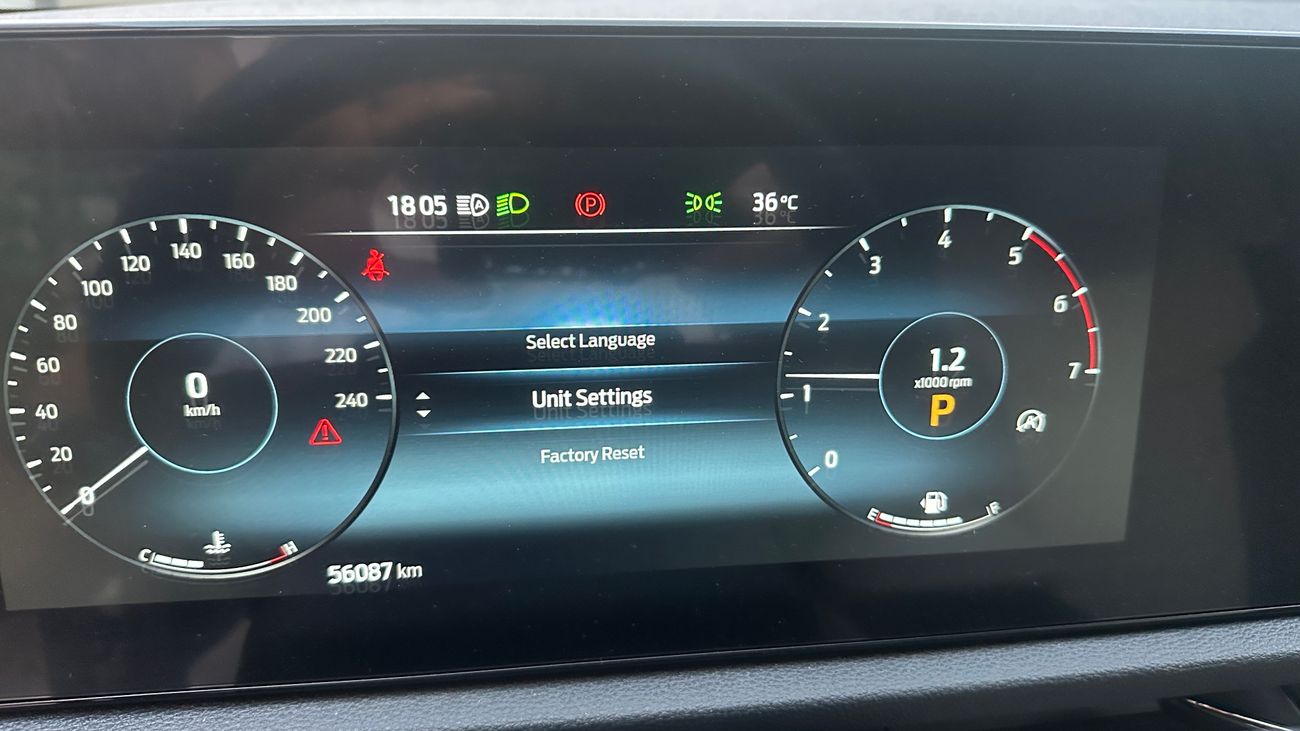 18 05 A P 36 °C
Select Language
Unit Settings
Factory Reset
0
20
40
60
80
100
120
140
160
180
200
220
240
0
km/h
C H
56087 km
0
1
2
3
4
5
6
7
1.2
x1000 rpm
P
A
E F